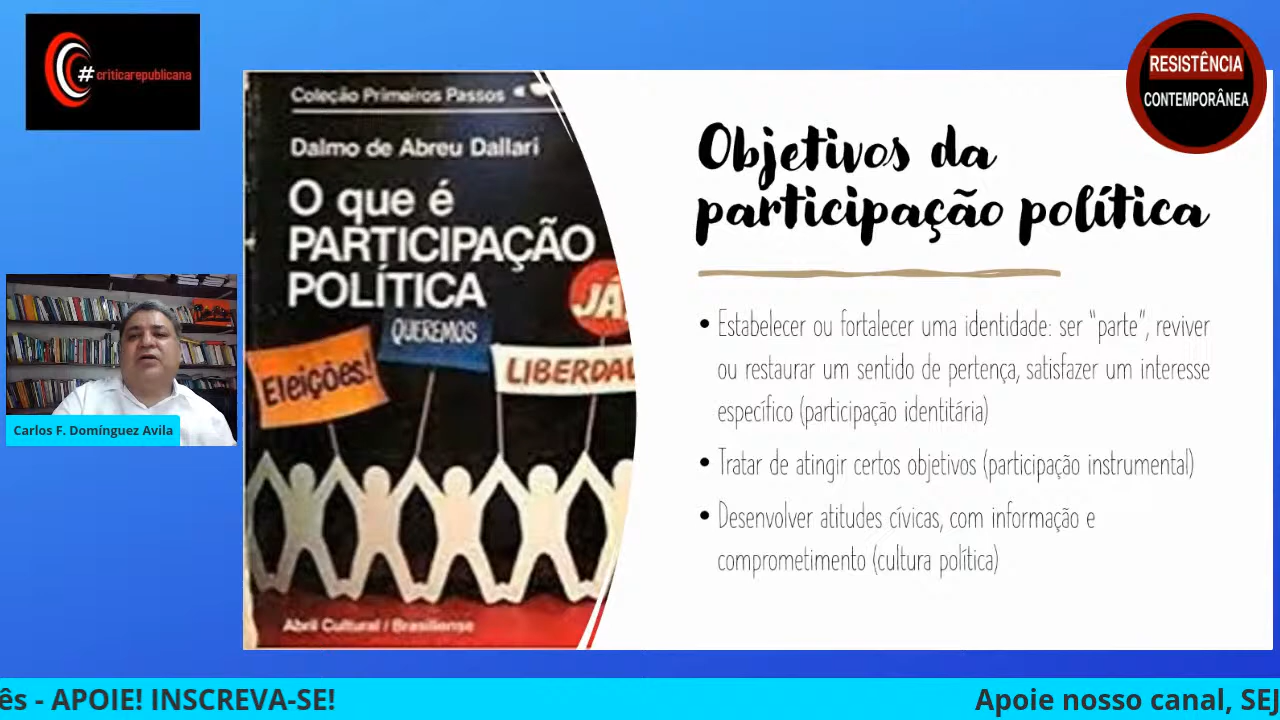 #criticarepublicana
RESISTÊNCIA
CONTEMPORÂNEA
Coleção Primeiros Passos
Dalmo de Abreu Dallari
O que é
PARTICIPAÇÃO
POLÍTICA
JÁ
QUEREMOS
Eleições!
LIBERDAD
Abril Cultural / Brasiliense
Objetivos da
participação política
• Estabelecer ou fortalecer uma identidade: ser “parte”, reviver
ou restaurar um sentido de pertença, satisfazer um interesse
específico (participação identitária)
• Tratar de atingir certos objetivos (participação instrumental)
• Desenvolver atitudes cívicas, com informação e
comprometimento (cultura política)
Carlos F. Domínguez Avila
ês - APOIE! INSCREVA-SE!
Apoie nosso canal, SEJ